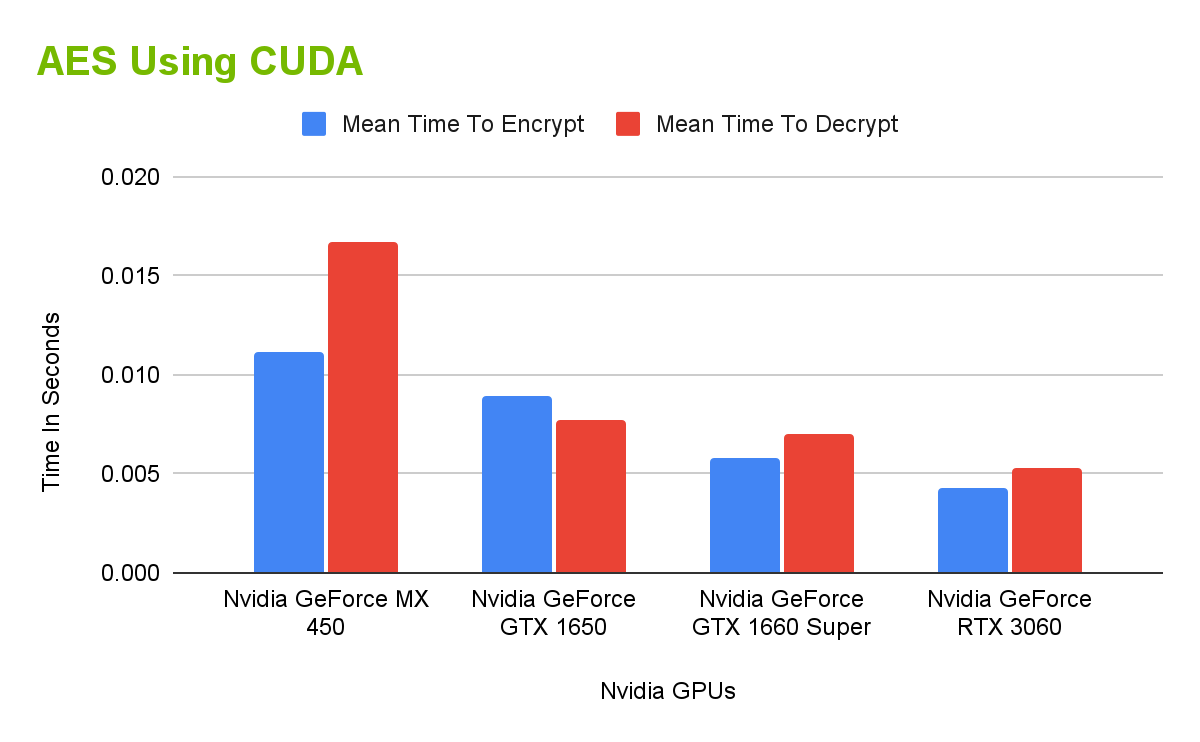 AES Using CUDA
Mean Time To Encrypt
Mean Time To Decrypt
0.020
0.015
0.010
0.005
0.000
Time In Seconds
Nvidia GeForce MX
450
Nvidia GeForce
GTX 1650
Nvidia GeForce
GTX 1660 Super
Nvidia GeForce
RTX 3060
Nvidia GPUs